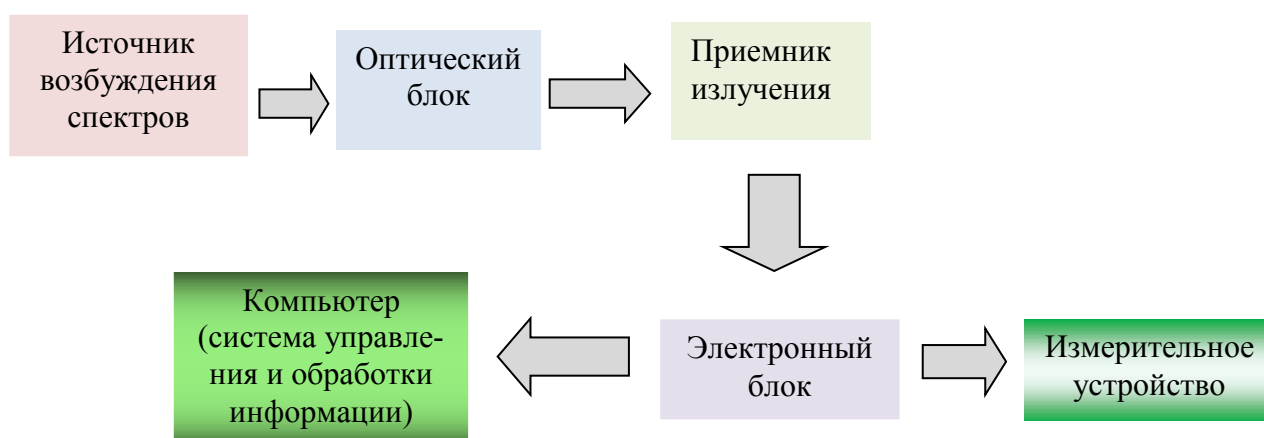 Источник
возбуждения
спектров
Оптический
блок
Приемник
излучения
Компьютер
(система управле-
ния и обработки
информации)
Электронный
блок
Измерительное
устройство